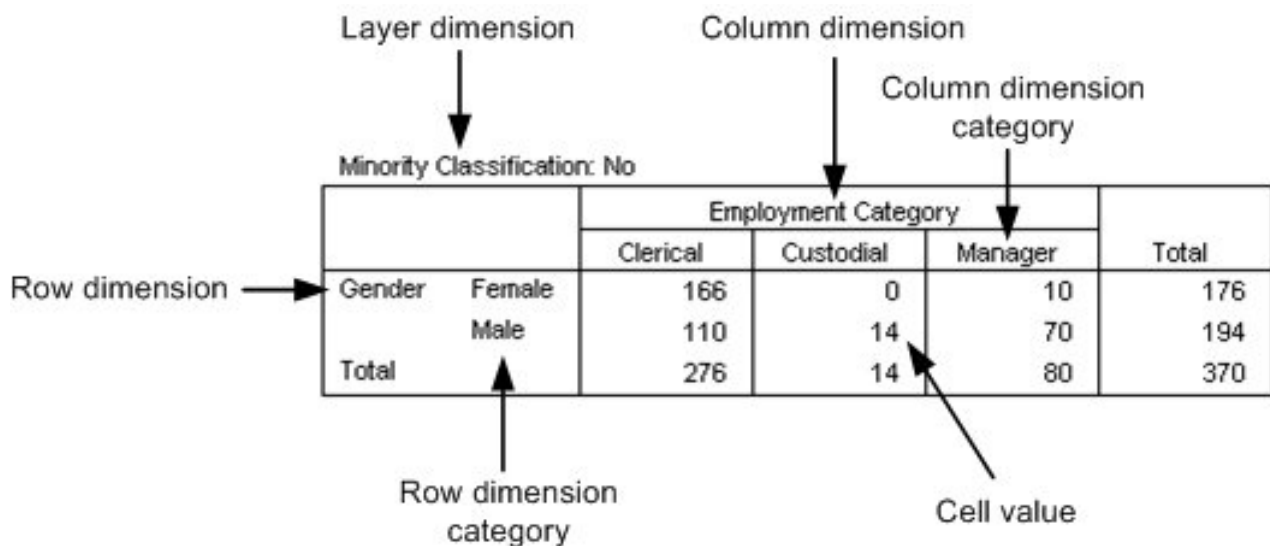 Layer dimension
Column dimension
Column dimension
category
Minority Classification: No
Employment Category
Clerical Custodial Manager Total
Row dimension
Gender Female 166 0 10 176
Male 110 14 70 194
Total 276 14 80 370
Row dimension
category
Cell value